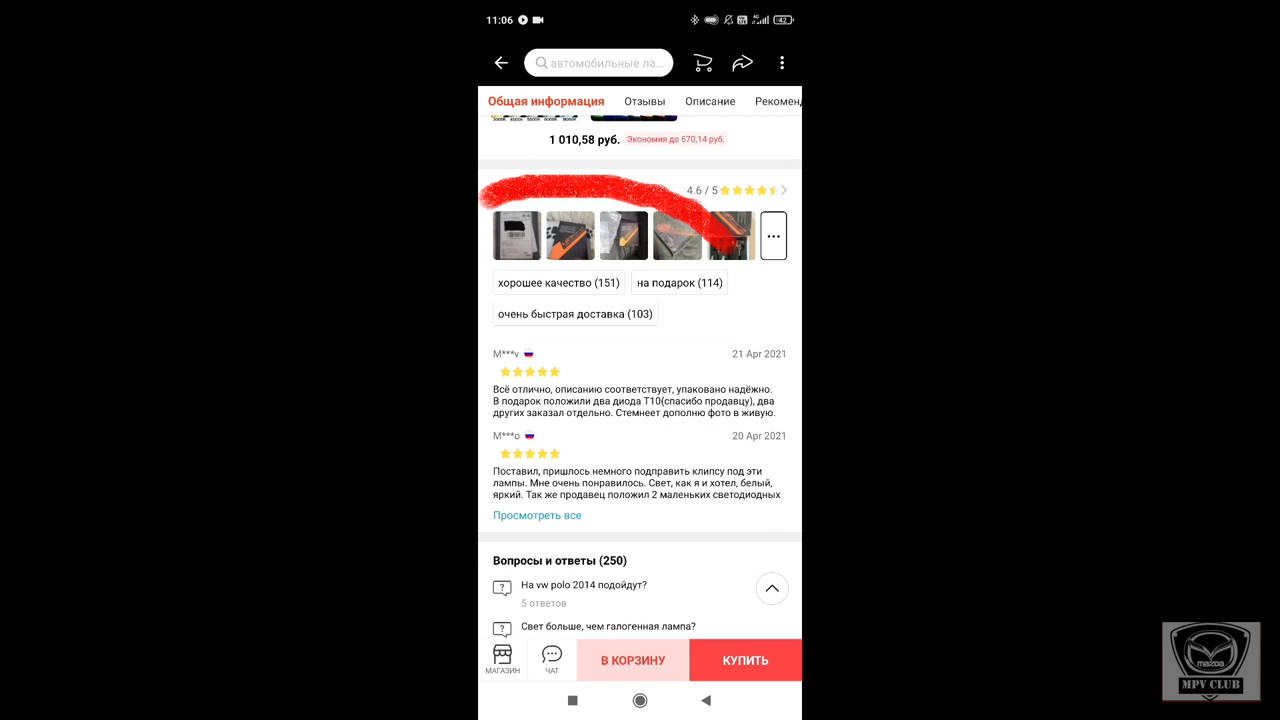 11:06
42
автомобильные ла...
Общая информация Отзывы Описание Рекоменд
3000K
1 010,58 руб. Экономия до 670,14 руб.
4.6 / 5
...
хорошее качество (151) на подарок (114)
очень быстрая доставка (103)
M***v 21 Apr 2021
Всё отлично, описанию соответствует, упаковано надёжно.
В подарок положили два диода Т10(спасибо продавцу), два
других заказал отдельно. Стемнеет дополню фото в живую.
M***o 20 Apr 2021
Поставил, пришлось немного подправить клипсу под эти
лампы. Мне очень понравилось. Свет, как я и хотел, белый,
яркий. Так же продавец положил 2 маленьких светодиодных
Просмотреть все
Вопросы и ответы (250)
На vw polo 2014 подойдут?
5 ответов
Свет больше, чем галогенная лампа?
МАГАЗИН ЧАТ В КОРЗИНУ КУПИТЬ
mazda
MPV CLUB